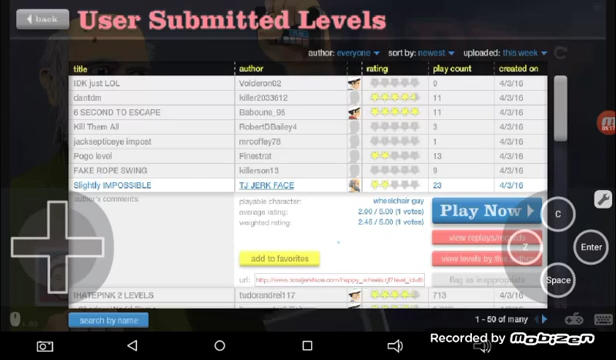 back
User Submitted Levels
author: everyone sort by: newest uploaded: this week
title author rating play count created on
IDK just LOL Volderon02 0 4/3/16
dantdm killer2033612 11 4/3/16
6 SECOND TO ESCAPE Baboune_95 11 4/3/16
Kill Them All RobertDBailey4 3 4/3/16
jacksepticeye impost mroffey78 1 4/3/16
Pogo level Finestrat 13 4/3/16
FAKE ROPE SWING killerson13 9 4/3/16
Slightly IMPOSSIBLE TJ JERK FACE 23 4/3/16
author's comments
playable character: wheelchair guy
average rating: 2.00 / 5.00 (1 votes)
weighted rating: 2.45 / 5.00 (1 votes)
Play Now
C
view replays/records
Z
Enter
add to favorites
view levels by this author
url:
flag as inappropriate
Space
IHATEPINK 2 LEVELS tudorandrei117 713 4/3/16
search by name
1 - 50 of many
Recorded by
MOBIZEN